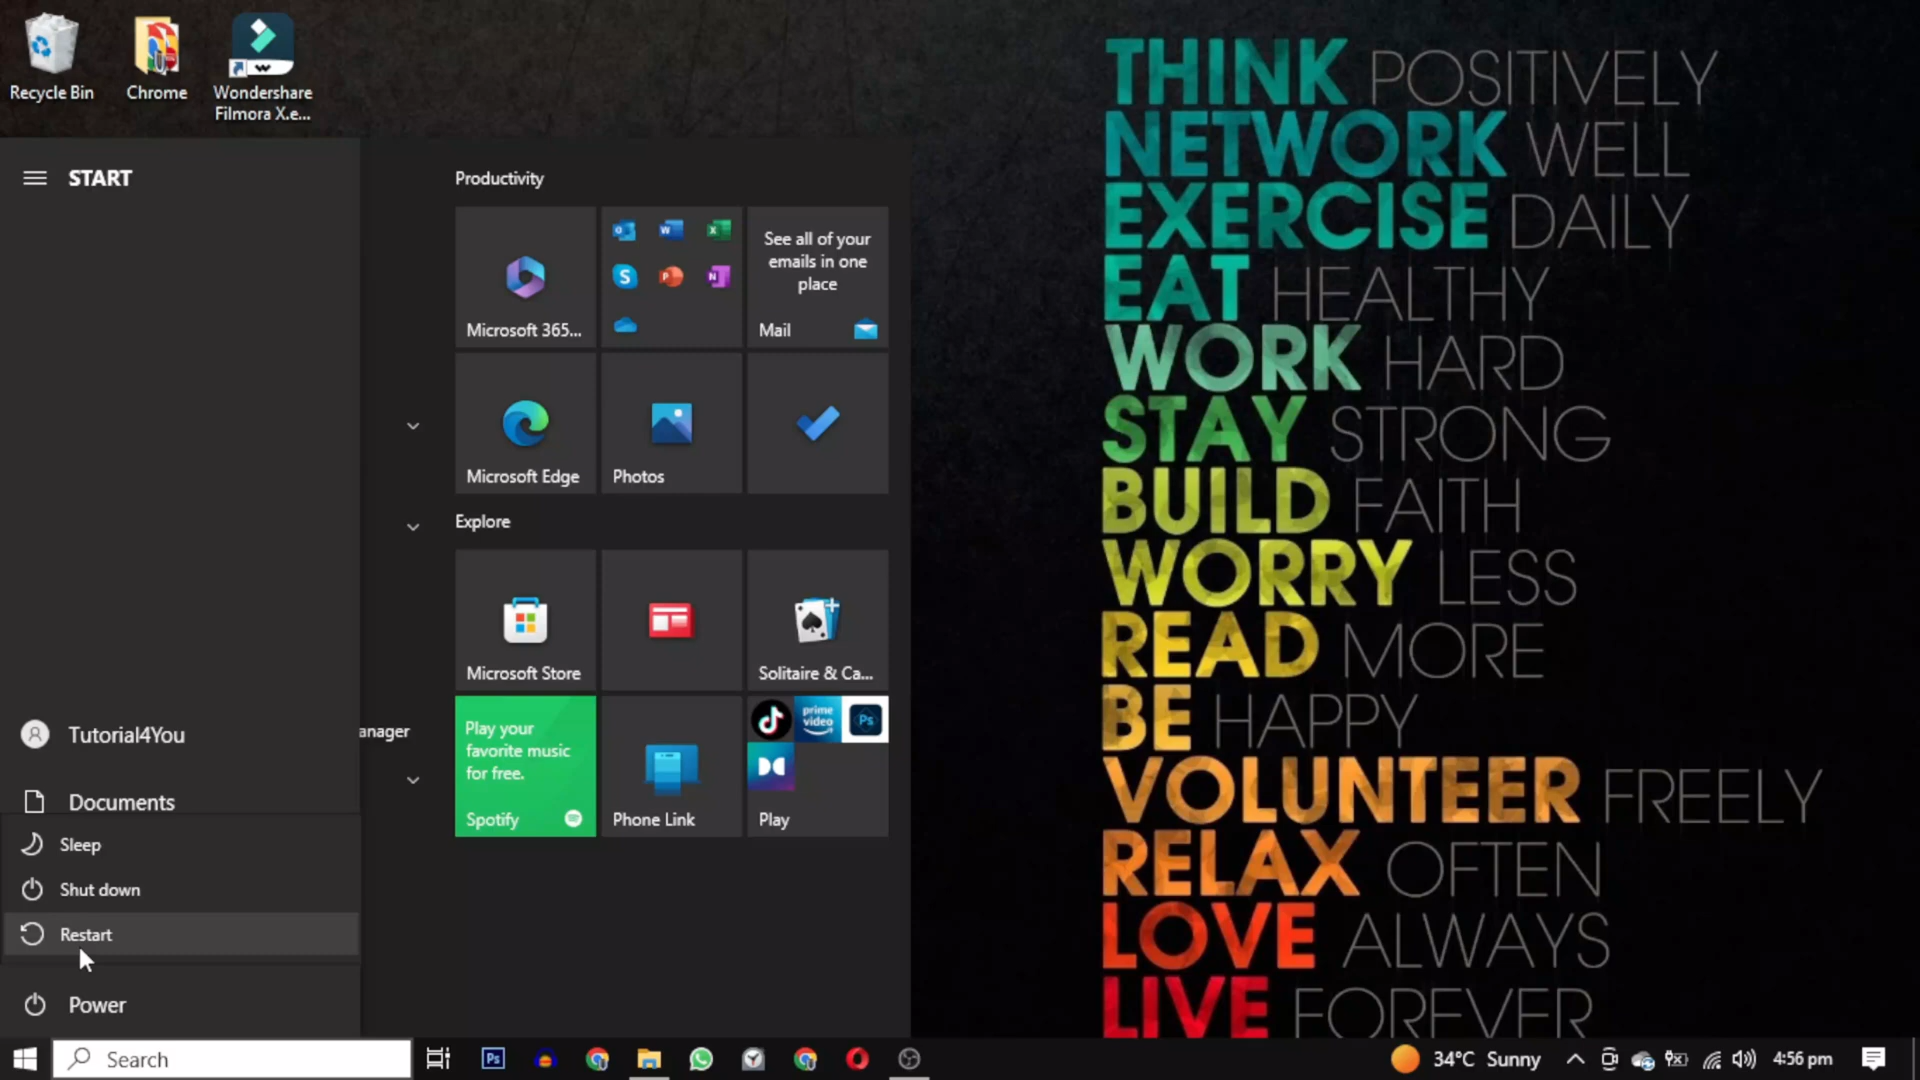 Recycle Bin
Chrome
Wondershare
Filmora X.e...
START
Productivity
See all of your
emails in one
place
Microsoft 365...
Mail
Microsoft Edge
Photos
Explore
Microsoft Store
Solitaire & Ca...
Tutorial4You
anager
Play your
favorite music
for free.
prime
video
Ps
Spotify
Phone Link
Play
Documents
Sleep
Shut down
Restart
Power
THINK POSITIVELY
NETWORK WELL
EXERCISE DAILY
EAT HEALTHY
WORK HARD
STAY STRONG
BUILD FAITH
WORRY LESS
READ MORE
BE HAPPY
VOLUNTEER FREELY
RELAX OFTEN
LOVE ALWAYS
LIVE FOREVER
Search
Ps
34°C Sunny
4:56 pm